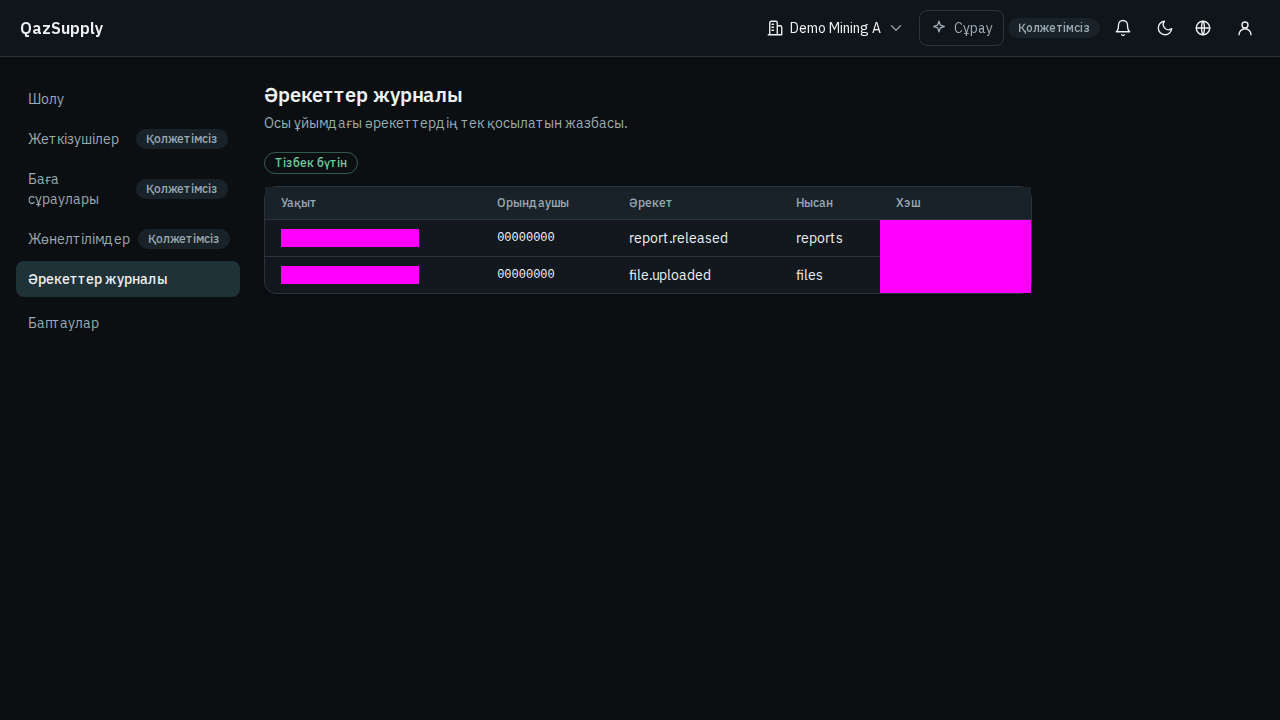 QazSupply
Demo Mining A
Сұрау
Қолжетімсіз
Шолу
Жеткізушілер Қолжетімсіз
Баға сұраулары Қолжетімсіз
Жөнелтілімдер Қолжетімсіз
Әрекеттер журналы
Баптаулар
Әрекеттер журналы
Осы ұйымдағы әрекеттердің тек қосылатын жазбасы.
Тізбек бүтін
Уақыт Орындаушы Әрекет Нысан Хэш
00000000 report.released reports
00000000 file.uploaded files